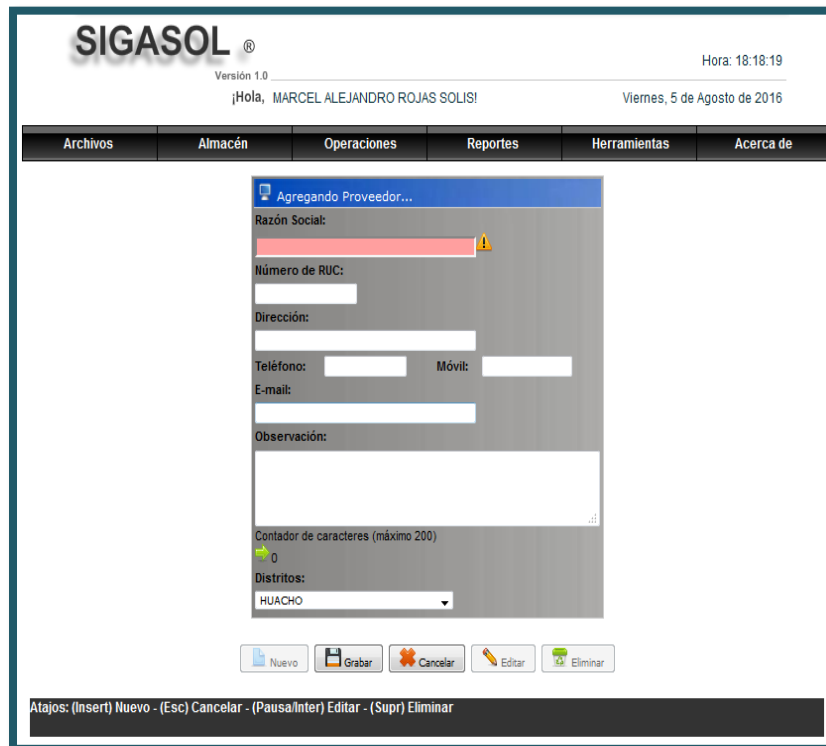 SIGASOL ®
Versión 1.0
Hora: 18:18:19
¡Hola, MARCEL ALEJANDRO ROJAS SOLIS!
Viernes, 5 de Agosto de 2016
Archivos Almacén Operaciones Reportes Herramientas Acerca de
Agregando Proveedor...
Razón Social:
Número de RUC:
Dirección:
Teléfono: Móvil:
E-mail:
Observación:
Contador de caracteres (máximo 200)
0
Distritos:
HUACHO
Nuevo Grabar Cancelar Editar Eliminar
Atajos: (Insert) Nuevo - (Esc) Cancelar - (Pausa/Inter) Editar - (Supr) Eliminar